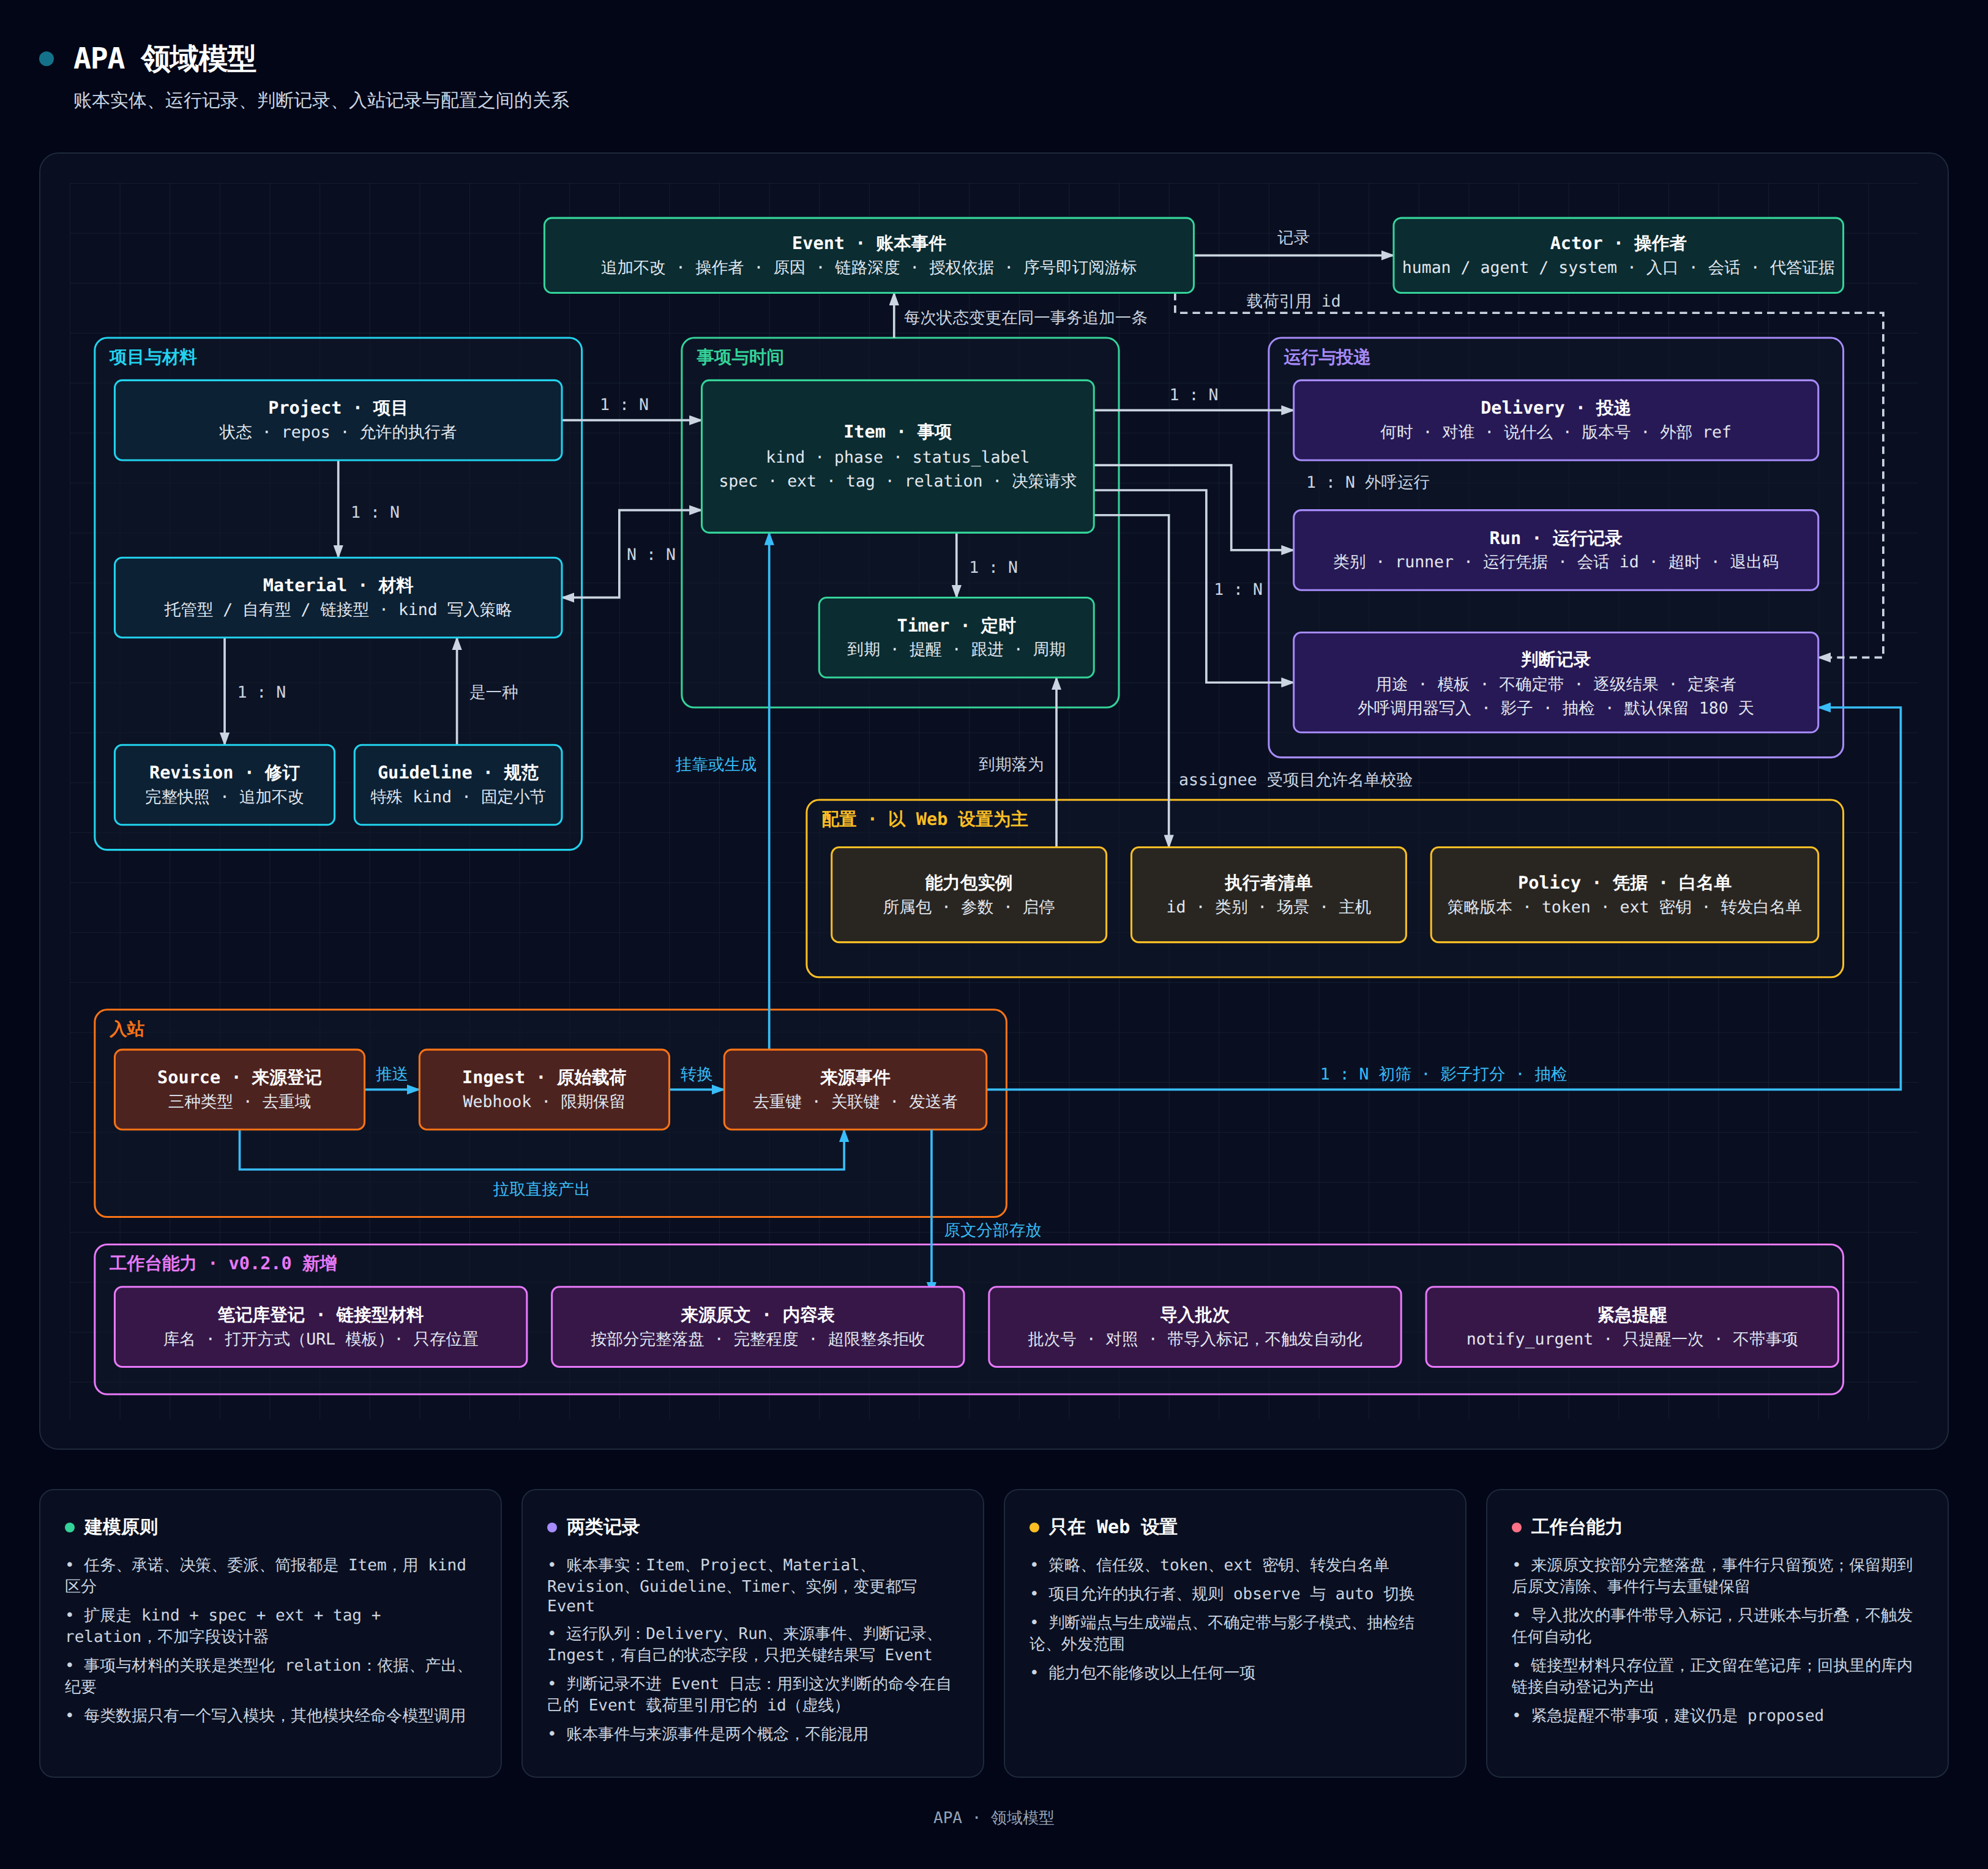 APA 领域模型
账本实体、运行记录、判断记录、入站记录与配置之间的关系
Event · 账本事件
追加不改 · 操作者 · 原因 · 链路深度 · 授权依据 · 序号即订阅游标
记录
Actor · 操作者
human / agent / system · 入口 · 会话 · 代答证据
载荷引用 id
每次状态变更在同一事务追加一条
项目与材料
Project · 项目
状态 · repos · 允许的执行者
1 : N
1 : N
Material · 材料
托管型 / 自有型 / 链接型 · kind 写入策略
N : N
1 : N
是一种
Revision · 修订
完整快照 · 追加不改
Guideline · 规范
特殊 kind · 固定小节
事项与时间
Item · 事项
kind · phase · status_label
spec · ext · tag · relation · 决策请求
1 : N
Timer · 定时
到期 · 提醒 · 跟进 · 周期
1 : N
运行与投递
Delivery · 投递
何时 · 对谁 · 说什么 · 版本号 · 外部 ref
1 : N 外呼运行
Run · 运行记录
类别 · runner · 运行凭据 · 会话 id · 超时 · 退出码
1 : N
判断记录
用途 · 模板 · 不确定带 · 逐级结果 · 定案者
外呼调用器写入 · 影子 · 抽检 · 默认保留 180 天
挂靠或生成
到期落为
assignee 受项目允许名单校验
配置 · 以 Web 设置为主
能力包实例
所属包 · 参数 · 启停
执行者清单
id · 类别 · 场景 · 主机
Policy · 凭据 · 白名单
策略版本 · token · ext 密钥 · 转发白名单
入站
Source · 来源登记
三种类型 · 去重域
推送
Ingest · 原始载荷
Webhook · 限期保留
转换
来源事件
去重键 · 关联键 · 发送者
1 : N 初筛 · 影子打分 · 抽检
拉取直接产出
原文分部存放
工作台能力 · v0.2.0 新增
笔记库登记 · 链接型材料
库名 · 打开方式（URL 模板）· 只存位置
来源原文 · 内容表
按部分完整落盘 · 完整程度 · 超限整条拒收
导入批次
批次号 · 对照 · 带导入标记，不触发自动化
紧急提醒
notify_urgent · 只提醒一次 · 不带事项
建模原则
• 任务、承诺、决策、委派、简报都是 Item，用 kind
区分
• 扩展走 kind + spec + ext + tag +
relation，不加字段设计器
• 事项与材料的关联是类型化 relation：依据、产出、
纪要
• 每类数据只有一个写入模块，其他模块经命令模型调用
两类记录
• 账本事实：Item、Project、Material、
Revision、Guideline、Timer、实例，变更都写
Event
• 运行队列：Delivery、Run、来源事件、判断记录、
Ingest，有自己的状态字段，只把关键结果写 Event
• 判断记录不进 Event 日志：用到这次判断的命令在自
己的 Event 载荷里引用它的 id（虚线）
• 账本事件与来源事件是两个概念，不能混用
只在 Web 设置
• 策略、信任级、token、ext 密钥、转发白名单
• 项目允许的执行者、规则 observe 与 auto 切换
• 判断端点与生成端点、不确定带与影子模式、抽检结
论、外发范围
• 能力包不能修改以上任何一项
工作台能力
• 来源原文按部分完整落盘，事件行只留预览；保留期到
后原文清除、事件行与去重键保留
• 导入批次的事件带导入标记，只进账本与折叠，不触发
任何自动化
• 链接型材料只存位置，正文留在笔记库；回执里的库内
链接自动登记为产出
• 紧急提醒不带事项，建议仍是 proposed
APA · 领域模型